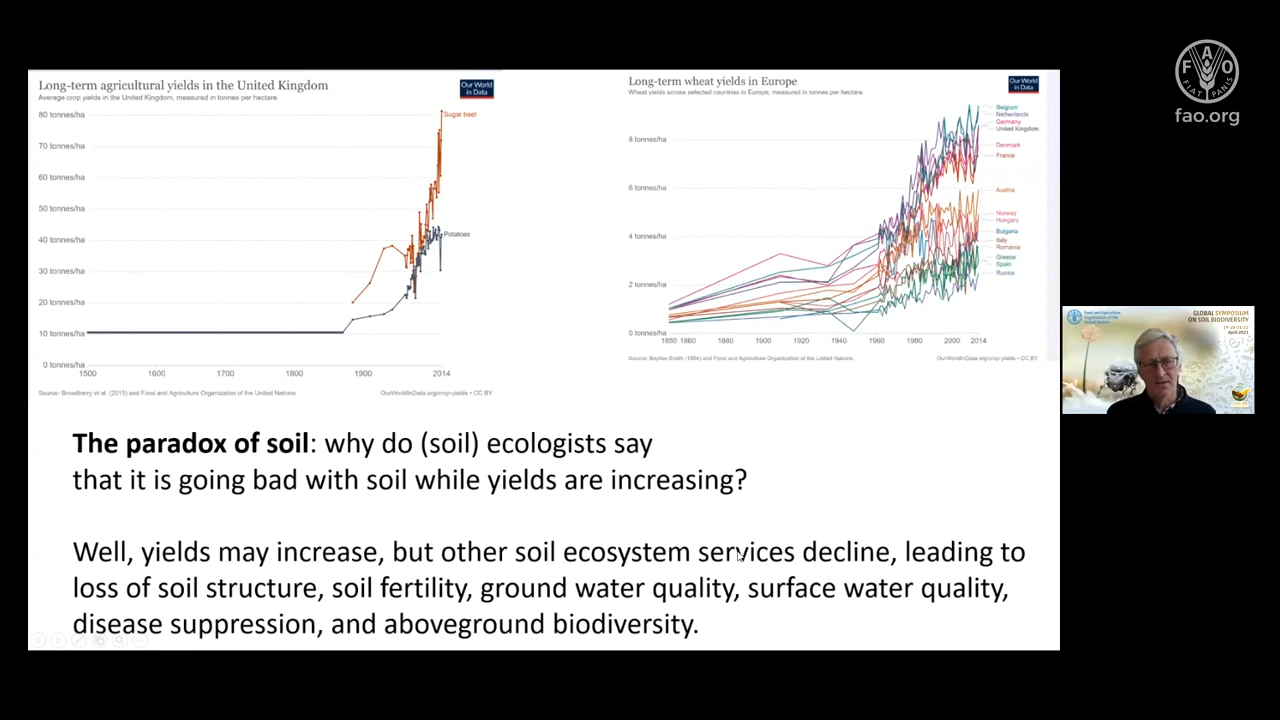 Long-term agricultural yields in the United Kingdom
Average crop yields in the United Kingdom, measured in tonnes per hectare.
Our World
in Data
80 tonnes/ha
70 tonnes/ha
60 tonnes/ha
50 tonnes/ha
40 tonnes/ha
30 tonnes/ha
20 tonnes/ha
10 tonnes/ha
0 tonnes/ha
Sugar beet
Potatoes
1500 1600 1700 1800 1900 2014
Source: Broadberry et al. (2015) and Food and Agriculture Organization of the United Nations
OurWorldInData.org/crop-yields • CC BY
Long-term wheat yields in Europe
Wheat yields across selected countries in Europe, measured in tonnes per hectare
Our World
in Data
8 tonnes/ha
6 tonnes/ha
4 tonnes/ha
2 tonnes/ha
0 tonnes/ha
Belgium
Netherlands
Germany
United Kingdom
Denmark
France
Austria
Norway
Hungary
Bulgaria
Italy
Romania
Greece
Spain
Russia
1850 1860 1880 1900 1920 1940 1960 1980 2000 2014
and Food and Agriculture Organization of the United Nations
OurWorldInData.org/crop-yields • CC BY
FAO
FIAT PANIS
fao.org
Food and Agriculture
Organization of the
United Nations
GLOBAL SYMPOSIUM
ON SOIL BIODIVERSITY
April 2021
The paradox of soil: why do (soil) ecologists say
that it is going bad with soil while yields are increasing?
Well, yields may increase, but other soil ecosystem services decline, leading to
loss of soil structure, soil fertility, ground water quality, surface water quality,
disease suppression, and aboveground biodiversity.